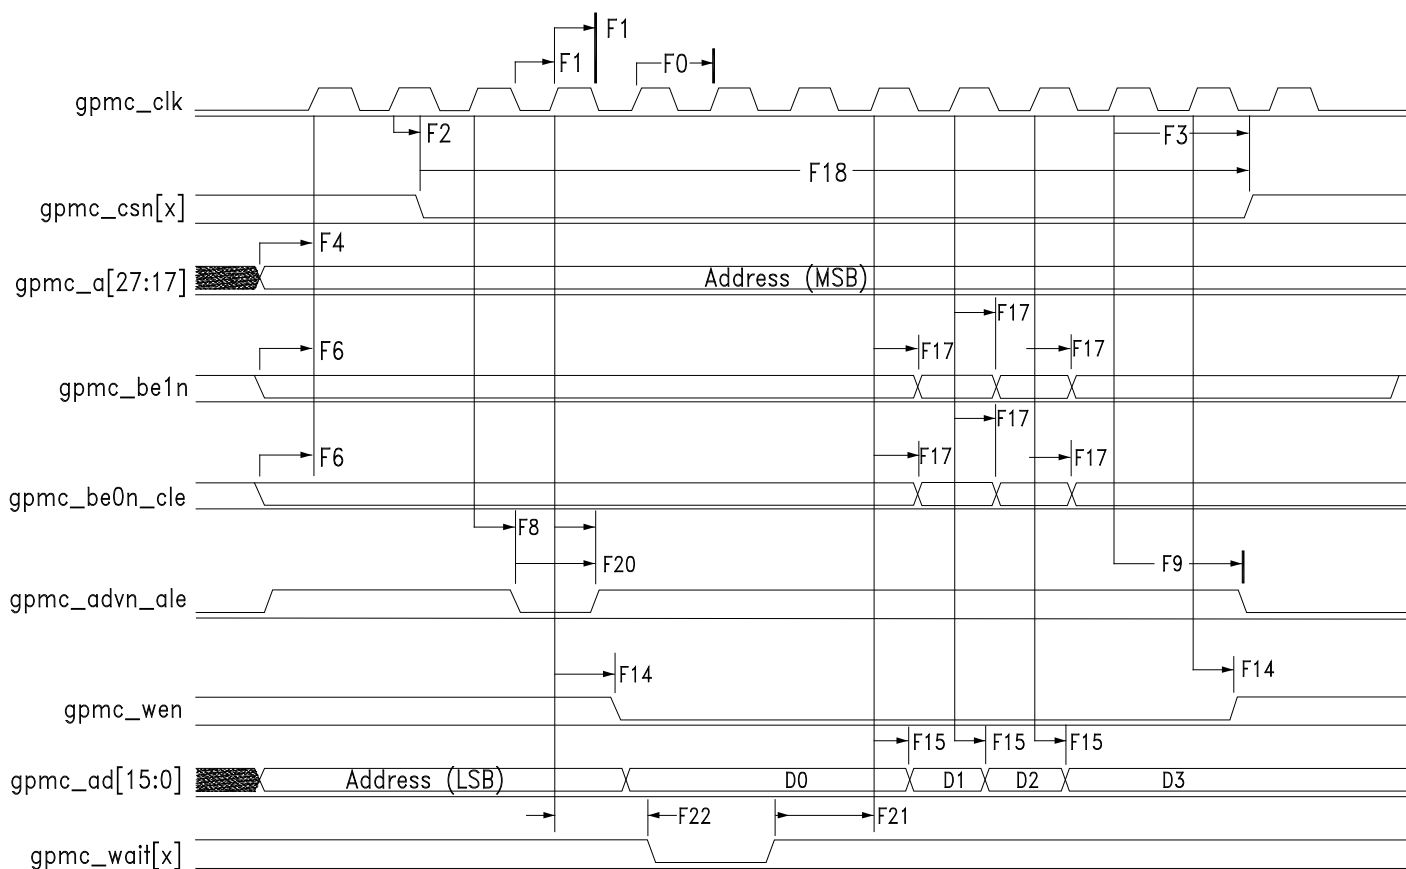 F1
F1 F0
gpmc_clk
F2 F3
F18
gpmc_csn[x]
F4
gpmc_a[27:17] Address (MSB)
F17
F6 F17 F17
gpmc_be1n
F17
F6 F17 F17
gpmc_be0n_cle
F8
F20 F9
gpmc_advn_ale
F14 F14
gpmc_wen
F15 F15 F15
gpmc_ad[15:0] Address (LSB) D0 D1 D2 D3
F22 F21
gpmc_wait[x]